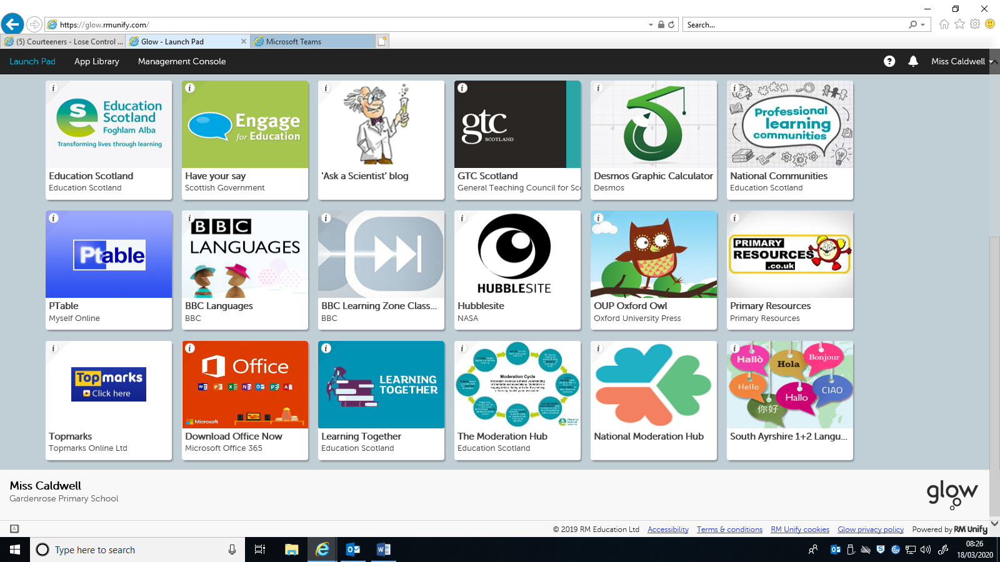 https://glow.rmunify.com/
Search...
(5) Courteeners - Lose Control ...
Glow - Launch Pad
Microsoft Teams
Launch Pad
App Library
Management Console
Miss Caldwell
Education
Scotland
Foghlam Alba
Transforming lives through learning
Education Scotland
Education Scotland
Engage
for Education
Have your say
Scottish Government
'Ask a Scientist' blog
gtc
SCOTLAND
GTC Scotland
General Teaching Council for Sco
Desmos Graphic Calculator
Desmos
Professional
learning
communities
National Communities
Education Scotland
Ptable
PTable
Myself Online
BBC
LANGUAGES
BBC Languages
BBC
BBC Learning Zone Class...
BBC
HUBBLESITE
Hubblesite
NASA
OUP Oxford Owl
Oxford University Press
PRIMARY
RESOURCES
.co.uk
Primary Resources
Primary Resources
Topmarks
Click here
Topmarks
Topmarks Online Ltd
Office
Microsoft
Download Office Now
Microsoft Office 365
LEARNING
TOGETHER
Learning Together
Education Scotland
Moderation Cycle
The Moderation Hub
Education Scotland
National Moderation Hub
Hallò
Hola
Bonjour
Hello
Hallo
CIAO
你好
South Ayrshire 1+2 Langu...
Miss Caldwell
Gardenrose Primary School
glow
© 2019 RM Education Ltd Accessibility Terms & conditions RM Unify cookies Glow privacy policy Powered by RM Unify
Type here to search
08:26
18/03/2020